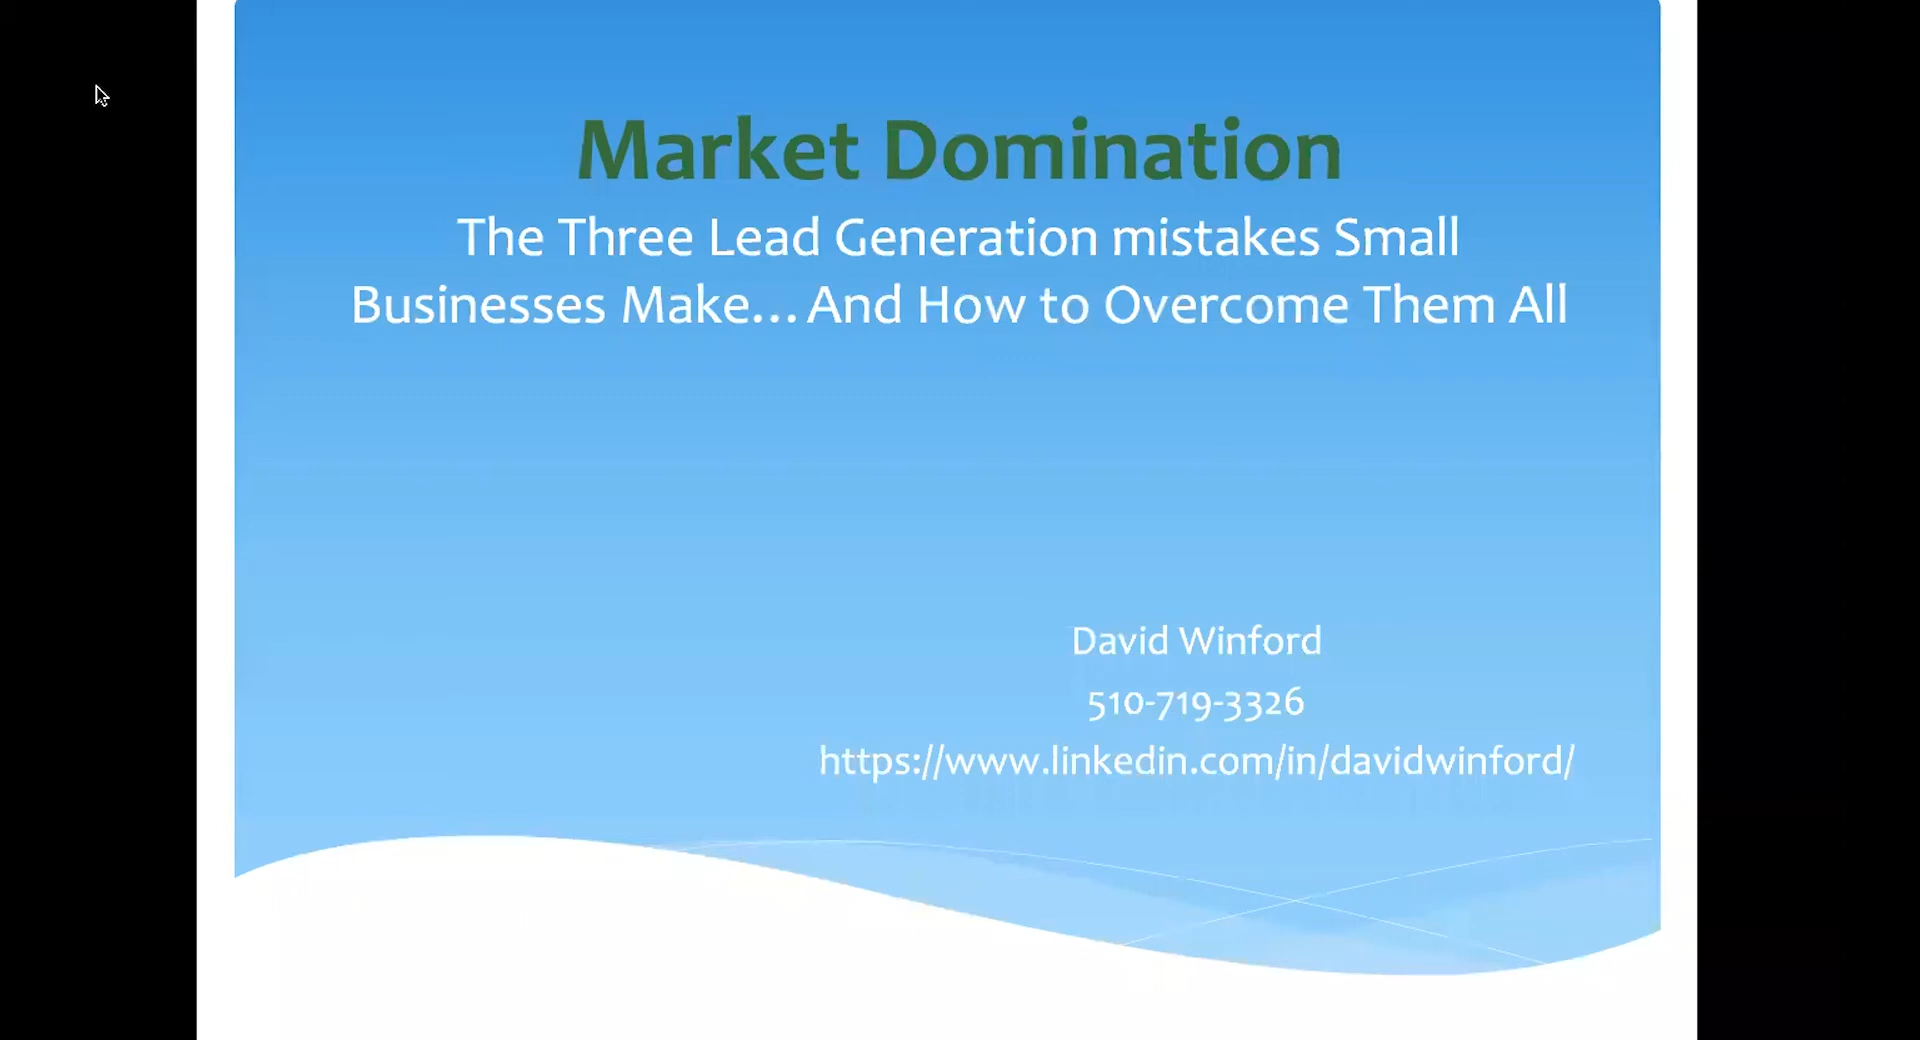 Market Domination
The Three Lead Generation mistakes Small
Businesses Make... And How to Overcome Them All
David Winford
510-719-3326
https://www.linkedin.com/in/davidwinford/